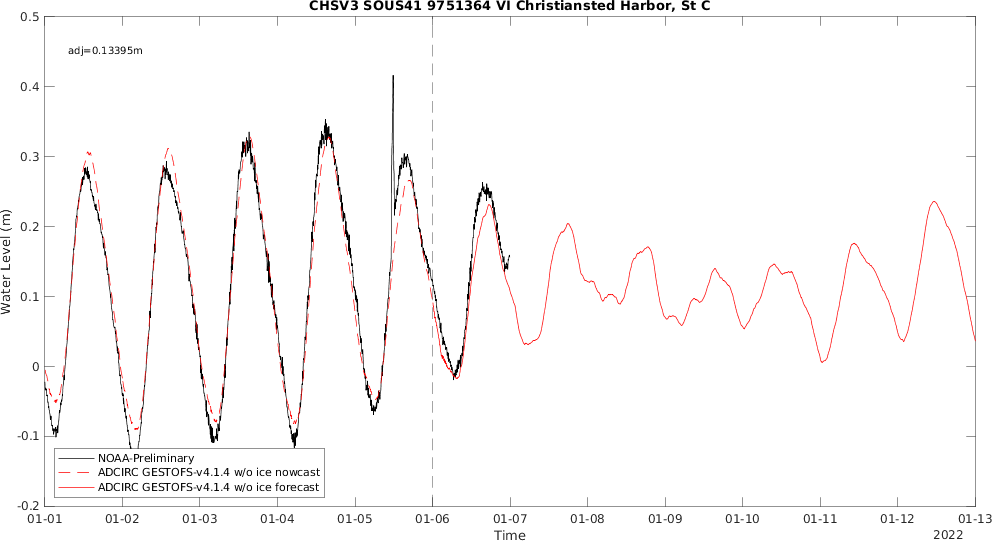 CHSV3 SOUS41 9751364 VI Christiansted Harbor, St C
adj=0.13395m
0.5
0.4
0.3
0.2
0.1
0
-0.1
-0.2
Water Level (m)
NOAA-Preliminary
ADCIRC GESTOFS-v4.1.4 w/o ice nowcast
ADCIRC GESTOFS-v4.1.4 w/o ice forecast
01-01 01-02 01-03 01-04 01-05 01-06 01-07 01-08 01-09 01-10 01-11 01-12 01-13
Time
2022